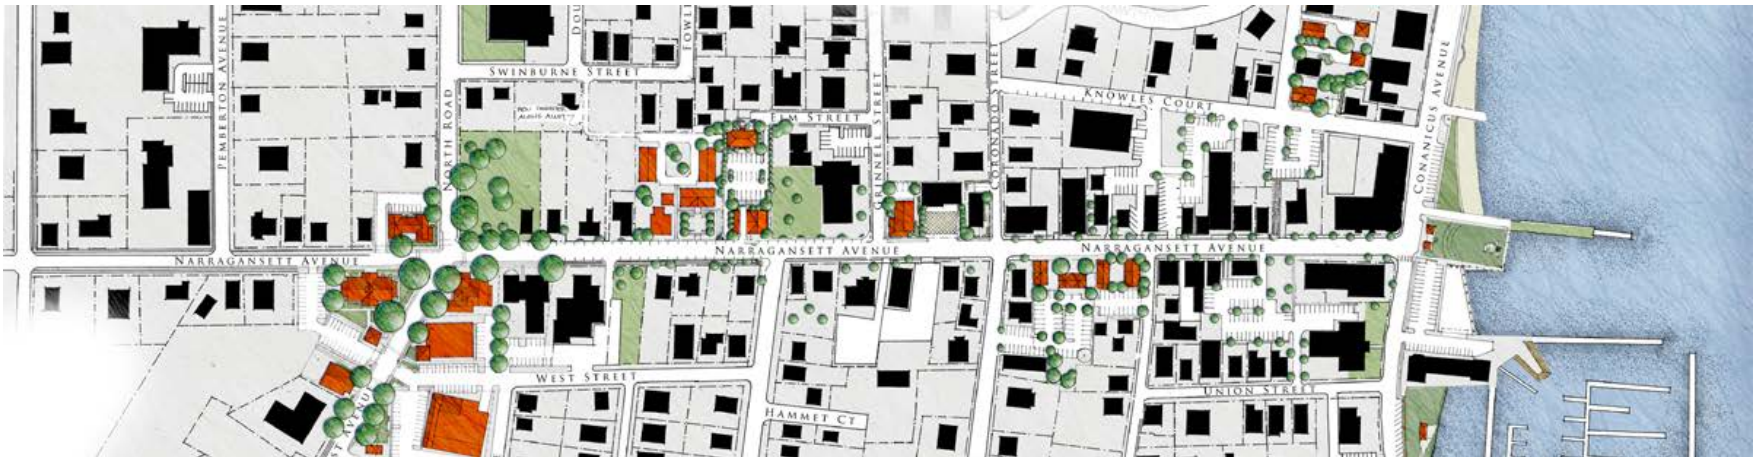 PEMBERTON AVENUE
NORTH ROAD
SWINBURNE STREET
ELM STREET
GRINNELL STREET
CORONADO STREET
KNOWLES COURT
CONANICUS AVENUE
NARRAGANSETT AVENUE
NARRAGANSETT AVENUE
NARRAGANSETT AVENUE
WEST STREET
UNION STREET
HAMMET CT